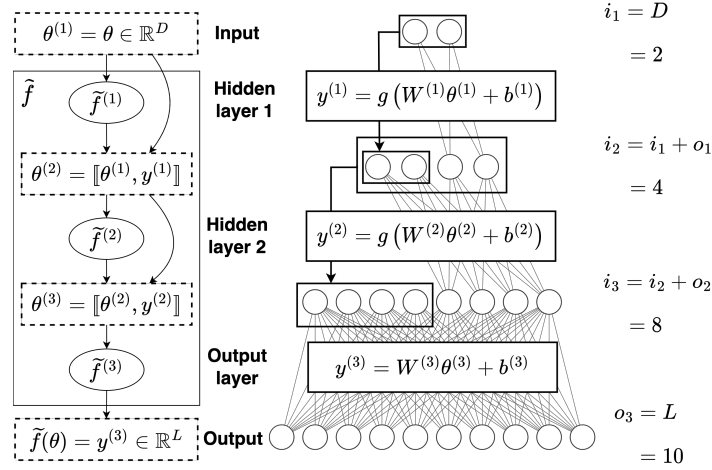 θ^(1) = θ ∈ ℝ^D
f̃
f̃^(1)
θ^(2) = ⟦θ^(1), y^(1)⟧
f̃^(2)
θ^(3) = ⟦θ^(2), y^(2)⟧
f̃^(3)
f̃(θ) = y^(3) ∈ ℝ^L
Input
Hidden
layer 1
Hidden
layer 2
Output
layer
Output
y^(1) = g(W^(1)θ^(1) + b^(1))
y^(2) = g(W^(2)θ^(2) + b^(2))
y^(3) = W^(3)θ^(3) + b^(3)
i_1 = D
= 2
i_2 = i_1 + o_1
= 4
i_3 = i_2 + o_2
= 8
o_3 = L
= 10